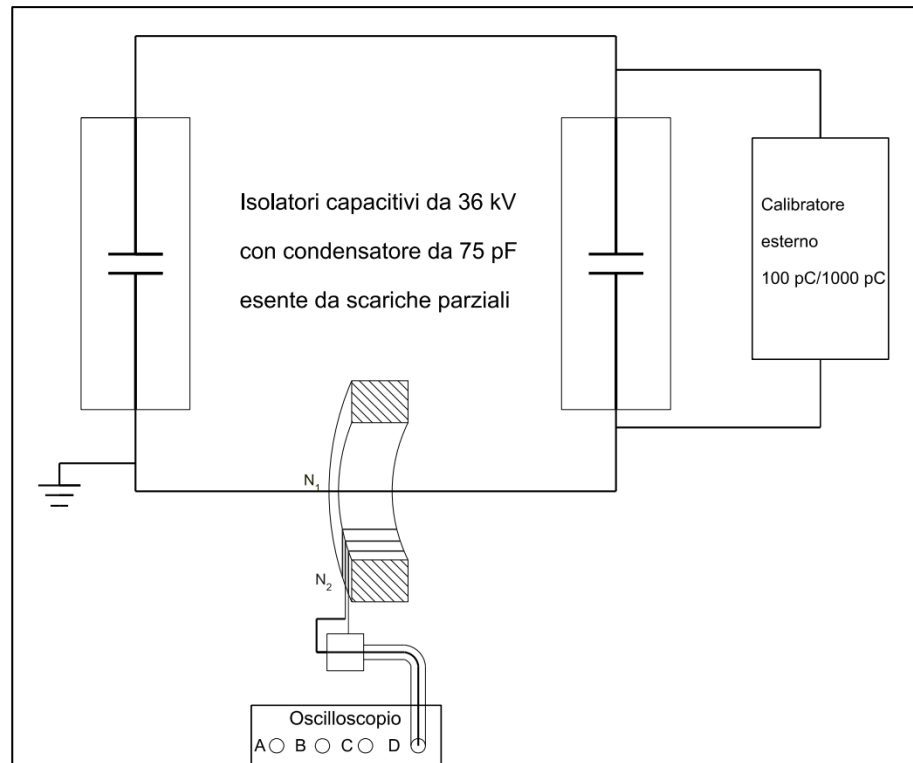 Isolatori capacitivi da 36 kV
con condensatore da 75 pF
esente da scariche parziali
Calibratore
esterno
100 pC/1000 pC
N1
N2
Oscilloscopio
A B C D